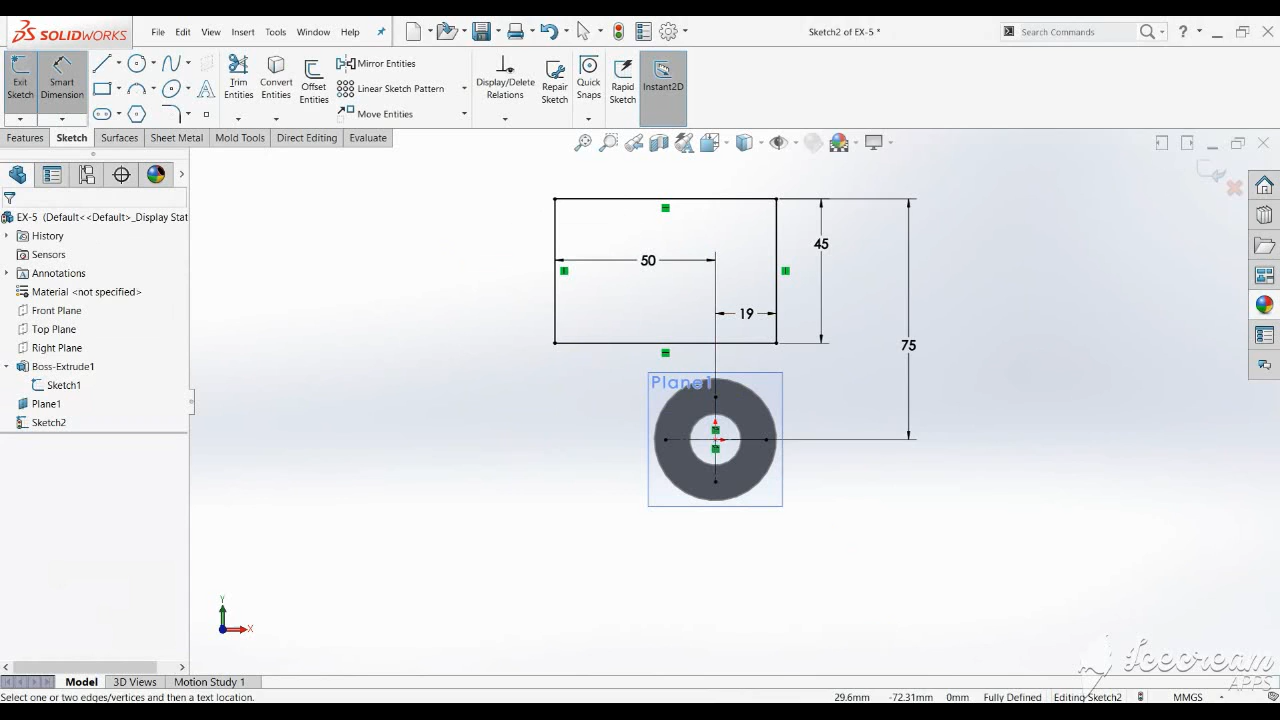 SOLIDWORKS
File Edit View Insert Tools Window Help
Sketch2 of EX-5 *
Search Commands
?
Exit Sketch
Smart Dimension
Trim Entities
Convert Entities
Offset Entities
Mirror Entities
Linear Sketch Pattern
Move Entities
Display/Delete Relations
Repair Sketch
Quick Snaps
Rapid Sketch
Instant2D
Features Sketch Surfaces Sheet Metal Mold Tools Direct Editing Evaluate
EX-5 (Default<<Default>_Display Stat
History
Sensors
Annotations
Material <not specified>
Front Plane
Top Plane
Right Plane
Boss-Extrude1
Sketch1
Plane1
Sketch2
45
50
19
75
Plane1
Y
X
Icecream
APPS
Model 3D Views Motion Study 1
Select one or two edges/vertices and then a text location.
29.6mm -72.31mm 0mm Fully Defined Editing Sketch2 MMGS